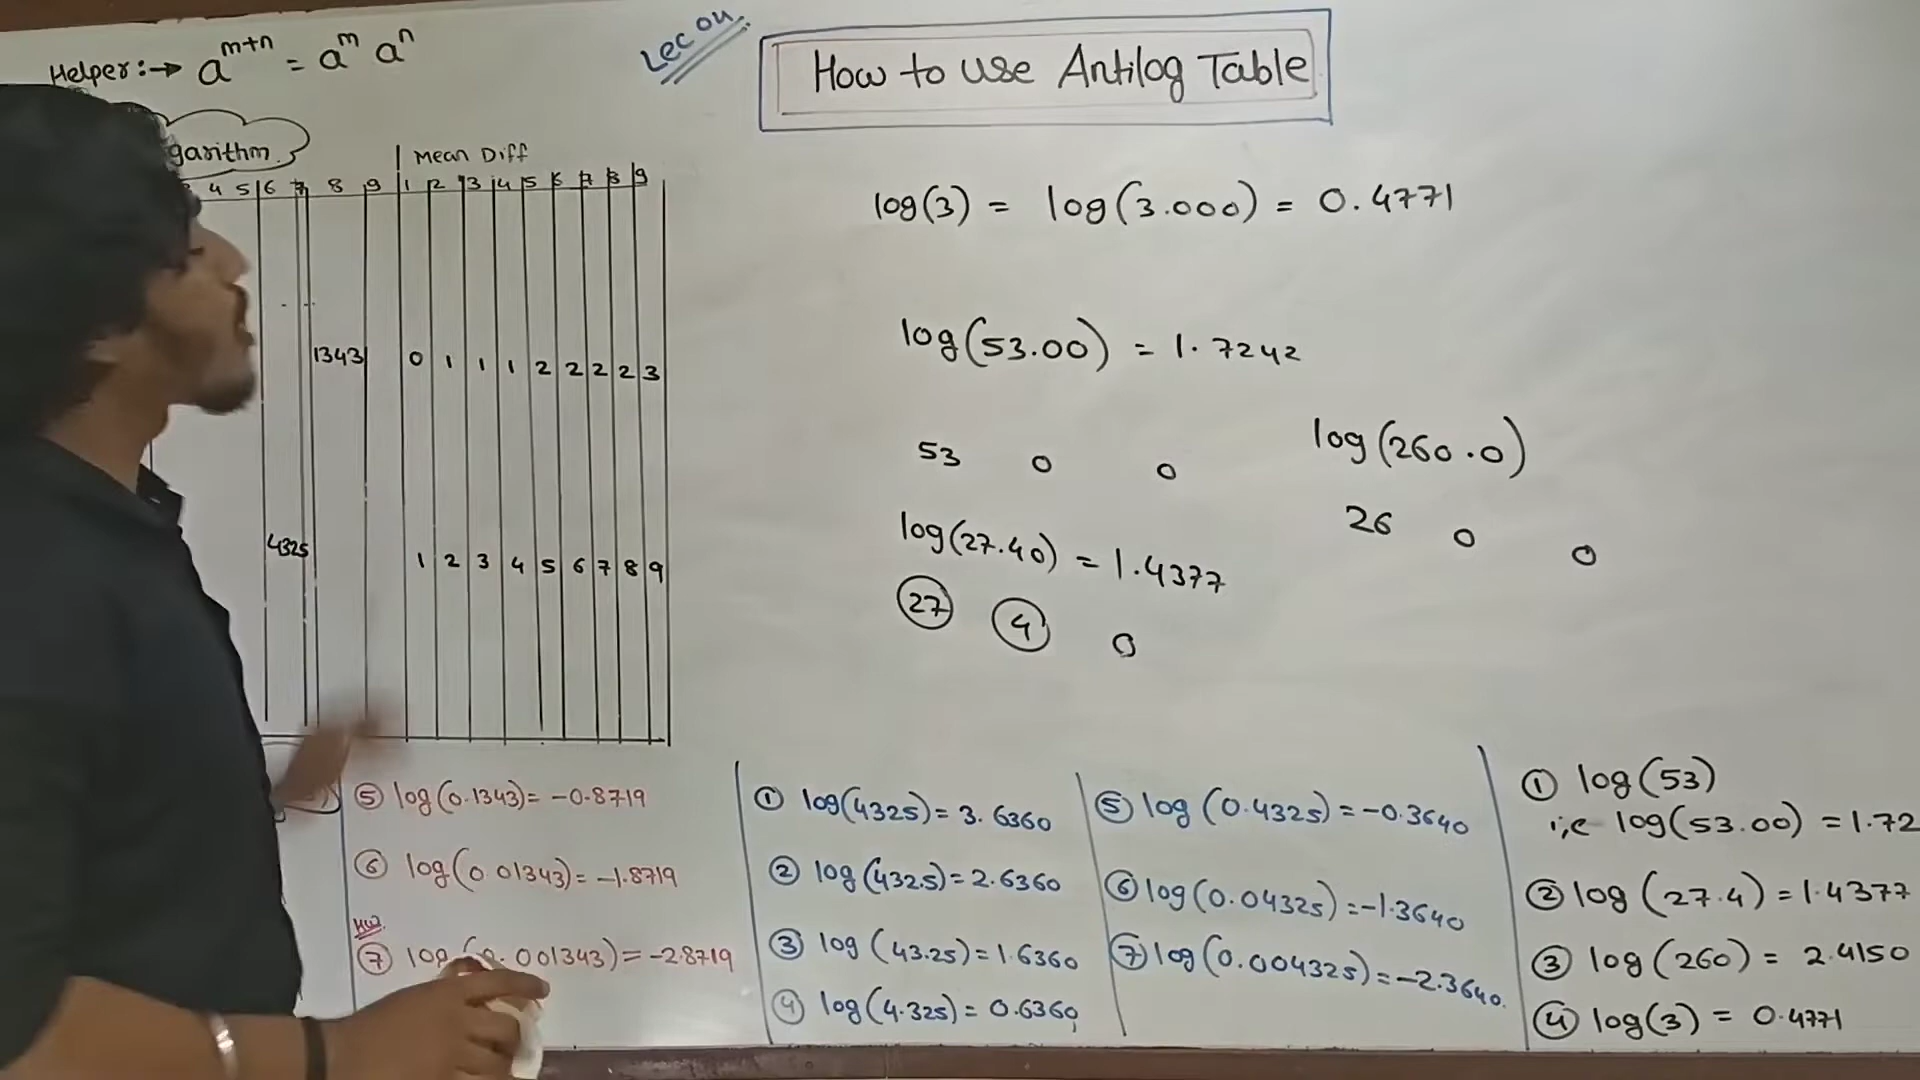 Helper:→ a^{m+n} = a^m a^n
Lec 04.
How to use Antilog Table
garithm
Mean Diff
4 5 6 7 8 9 1 2 3 4 5 6 7 8 9
1343 0 1 1 1 2 2 2 2 3
4325 1 2 3 4 5 6 7 8 9
log(3) = log(3.000) = 0.4771
log(53.00) = 1.7242
53 0 0
log(27.40) = 1.4377
27 4 0
log(260.0)
26 0 0
⑤ log(0.1343)= -0.8719
⑥ log(0.01343)= -1.8719
HW
⑦ log(0.001343)= -2.8719
① log(4325)= 3.6360
② log(432.5)=2.6360
③ log(43.25)=1.6360
④ log(4.325)= 0.6360
⑤ log(0.4325)=-0.3640
⑥ log(0.04325)=-1.3640
⑦ log(0.004325)=-2.3640.
① log(53)
i,e log(53.00) =1.72
② log(27.4)=1.4377
③ log(260)= 2.4150
④ log(3) = 0.4771